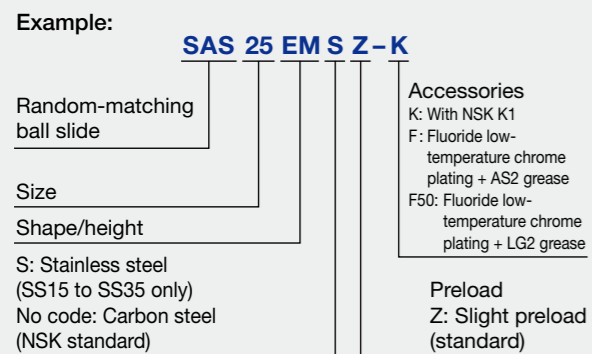 Example:
SAS 25 EM S Z – K
Random-matching
ball slide
Size
Shape/height
S: Stainless steel
(SS15 to SS35 only)
No code: Carbon steel
(NSK standard)
Accessories
K: With NSK K1
F: Fluoride low-
temperature chrome
plating + AS2 grease
F50: Fluoride low-
temperature chrome
plating + LG2 grease
Preload
Z: Slight preload
(standard)